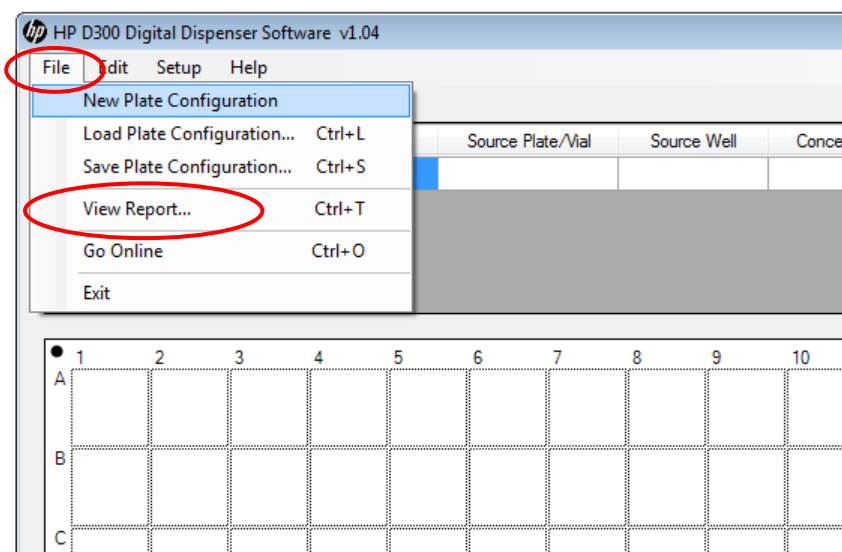 hp HP D300 Digital Dispenser Software v1.04
File Edit Setup Help
New Plate Configuration
Load Plate Configuration... Ctrl+L
Source Plate/Vial Source Well Conce
Save Plate Configuration... Ctrl+S
View Report... Ctrl+T
Go Online Ctrl+O
Exit
1 2 3 4 5 6 7 8 9 10
A
B
C